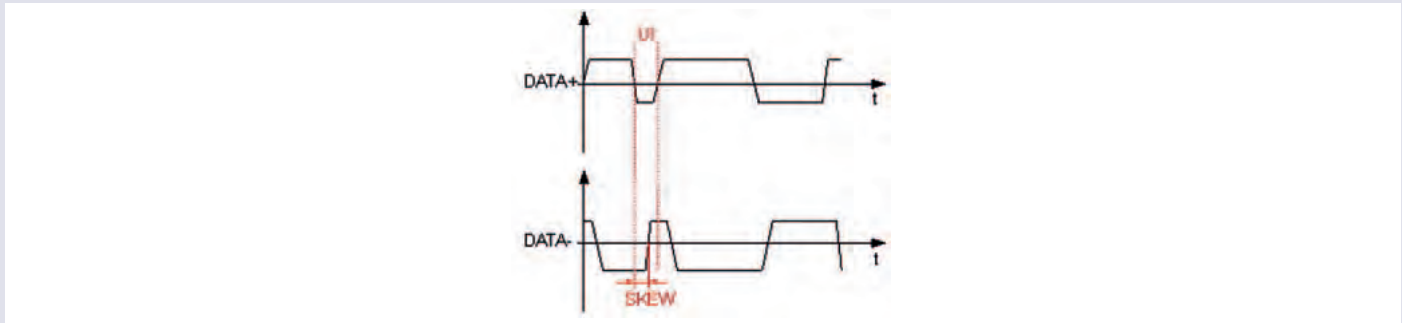 UI
DATA+
t
DATA-
t
SKEW